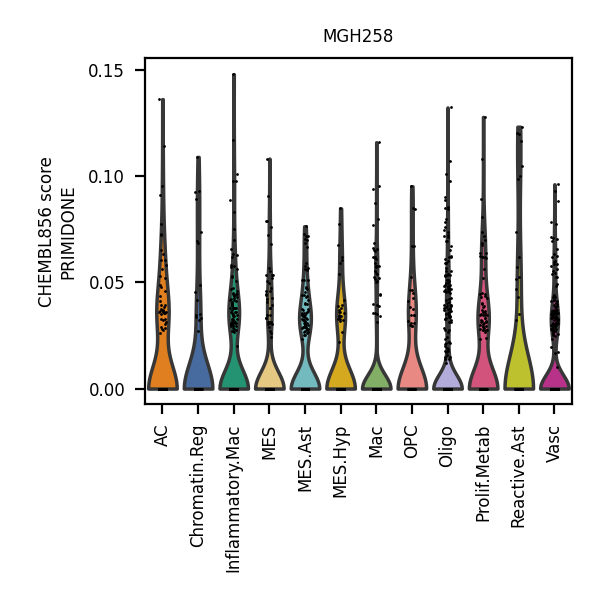 MGH258
CHEMBL856 score
PRIMIDONE
0.15
0.10
0.05
0.00
AC
Chromatin.Reg
Inflammatory.Mac
MES
MES.Ast
MES.Hyp
Mac
OPC
Oligo
Prolif.Metab
Reactive.Ast
Vasc